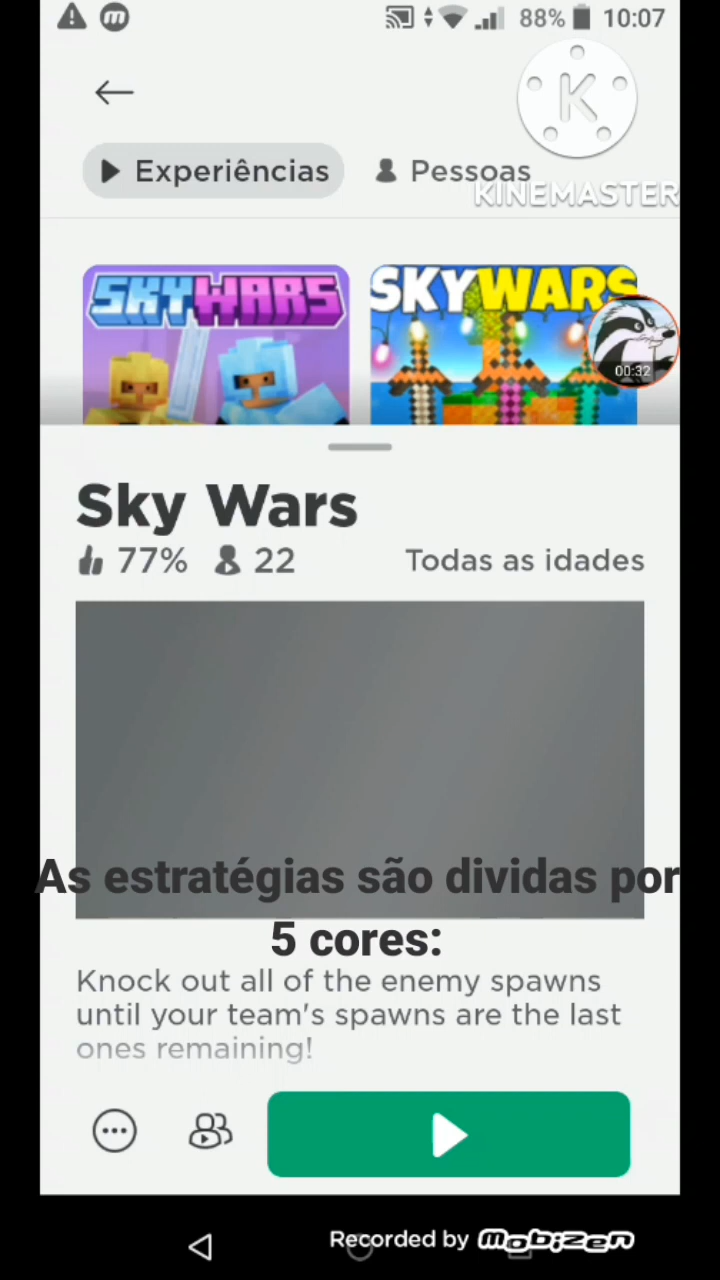 88% 10:07
Experiências Pessoas
KINEMASTER
SKYWARS SKYWARS
00:32
Sky Wars
77% 22 Todas as idades
As estratégias são dividas por
5 cores:
Knock out all of the enemy spawns
until your team's spawns are the last
ones remaining!
Recorded by mobizen